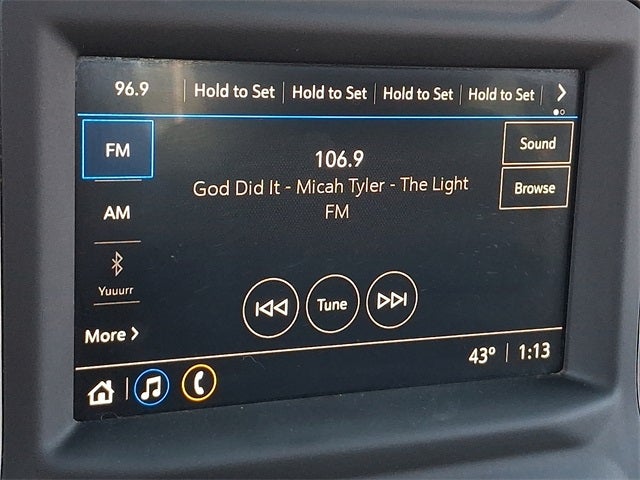 96.9 Hold to Set Hold to Set Hold to Set Hold to Set
FM
106.9
Sound
God Did It - Micah Tyler - The Light
FM
Browse
AM
Yuuurr
Tune
More
43° 1:13